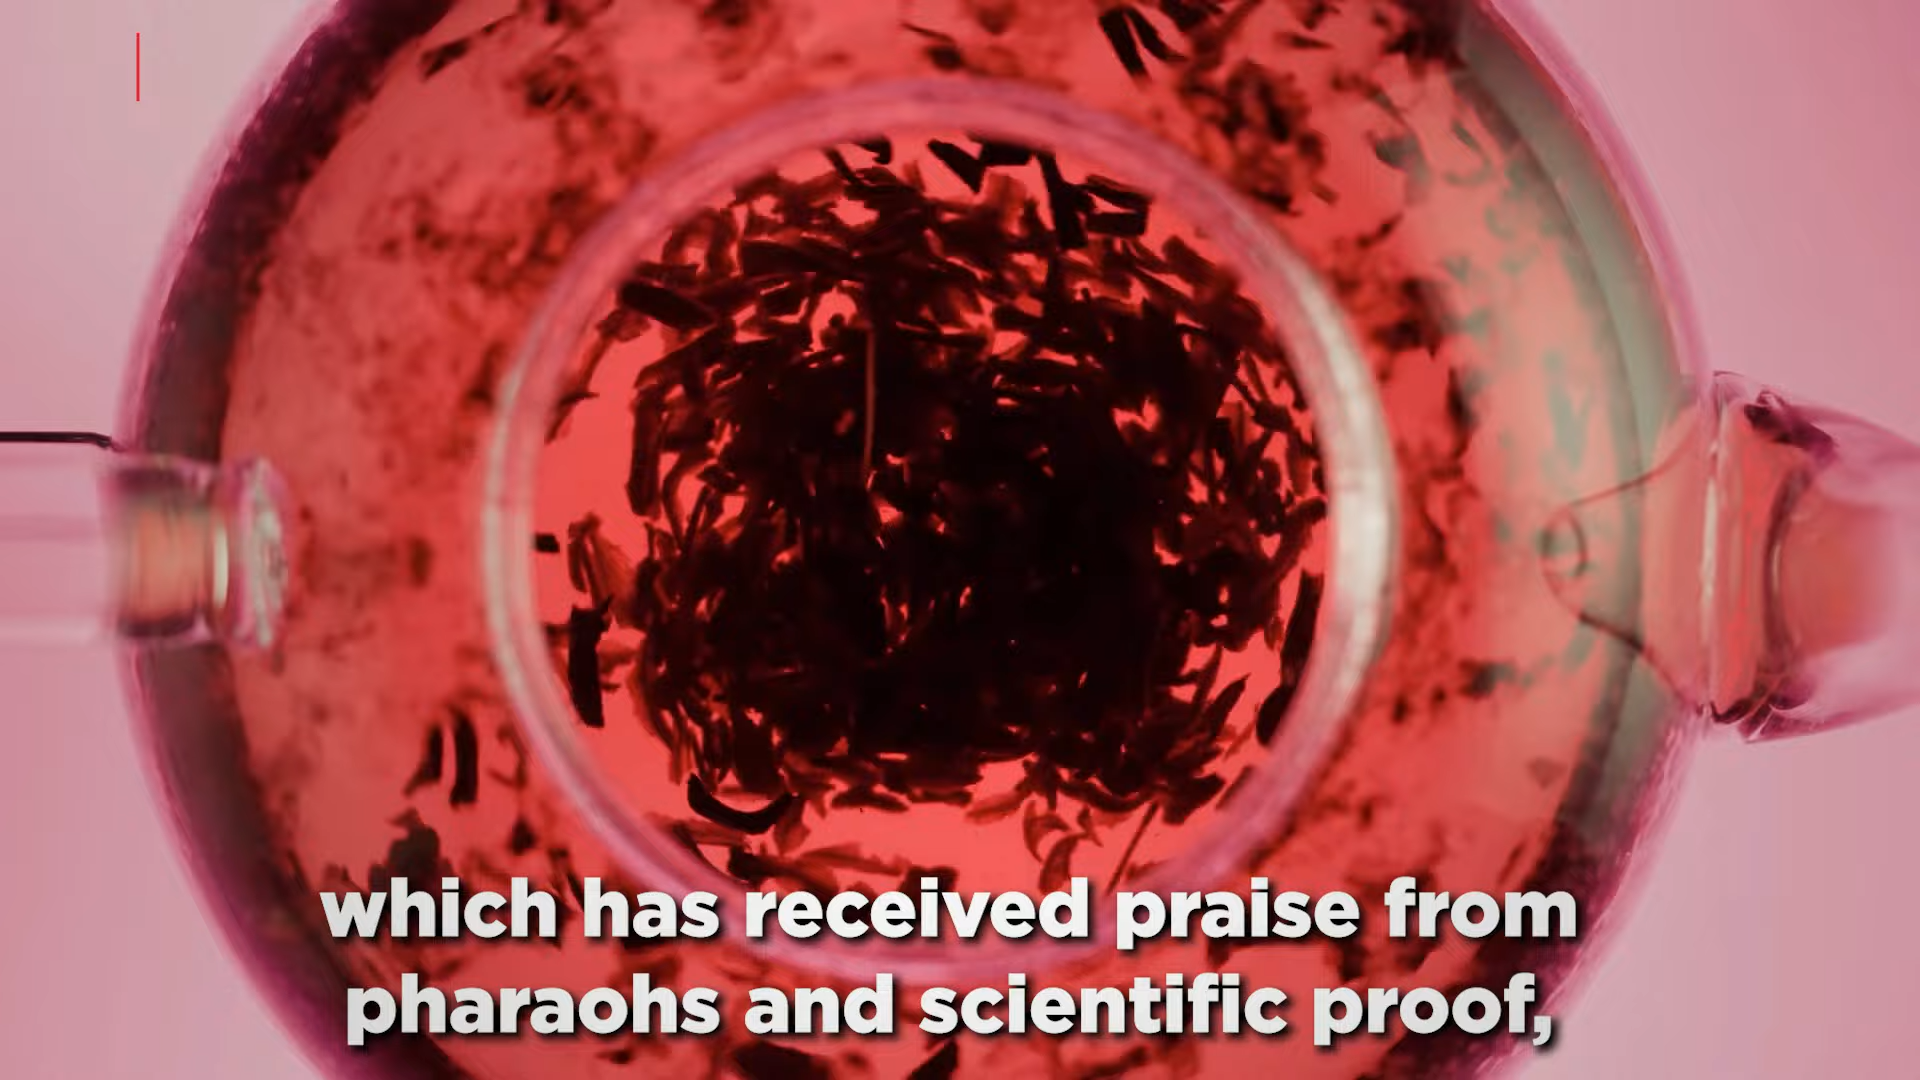 which has received praise from
pharaohs and scientific proof,